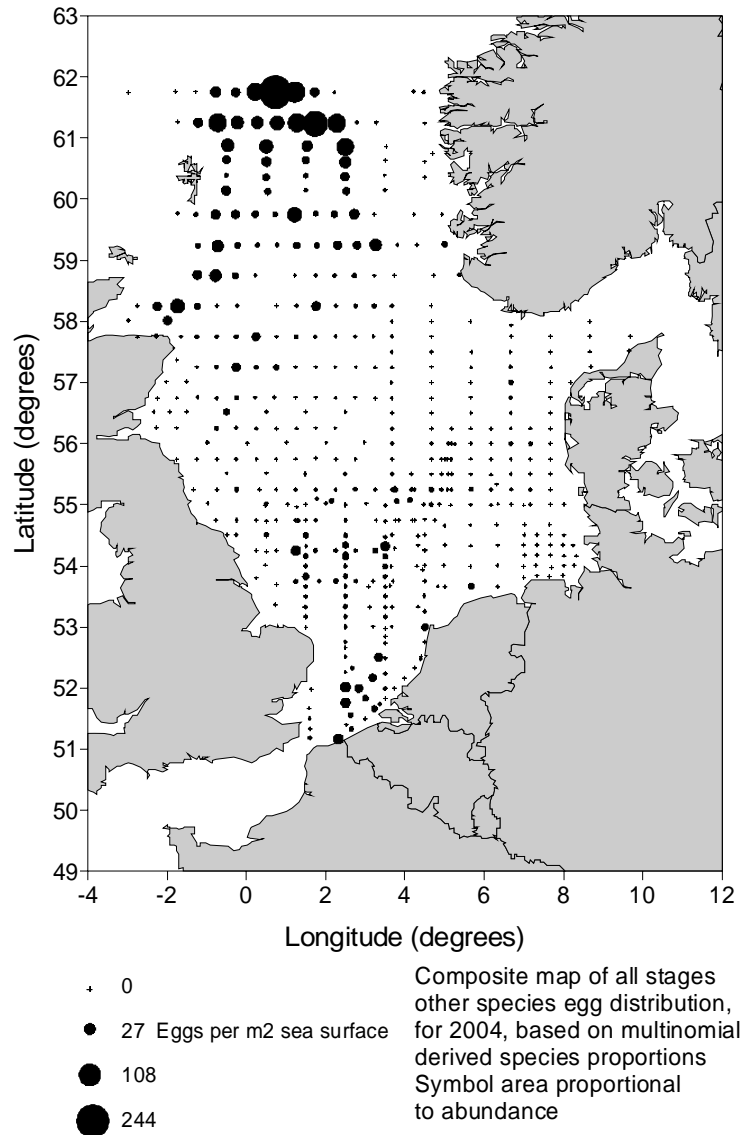 63
62
61
60
59
58
57
56
55
54
53
52
51
50
49
Latitude (degrees)
-4 -2 0 2 4 6 8 10 12
Longitude (degrees)
0
27 Eggs per m2 sea surface
108
244
Composite map of all stages
other species egg distribution,
for 2004, based on multinomial
derived species proportions
Symbol area proportional
to abundance